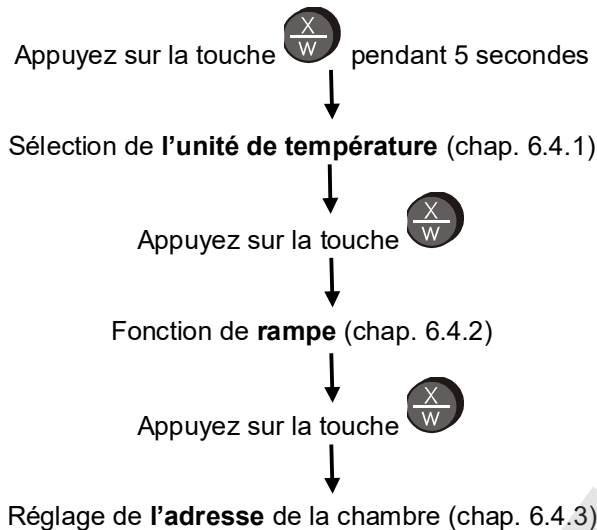 Appuyez sur la touche X/W pendant 5 secondes
Sélection de l'unité de température (chap. 6.4.1)
Appuyez sur la touche X/W
Fonction de rampe (chap. 6.4.2)
Appuyez sur la touche X/W
Réglage de l'adresse de la chambre (chap. 6.4.3)